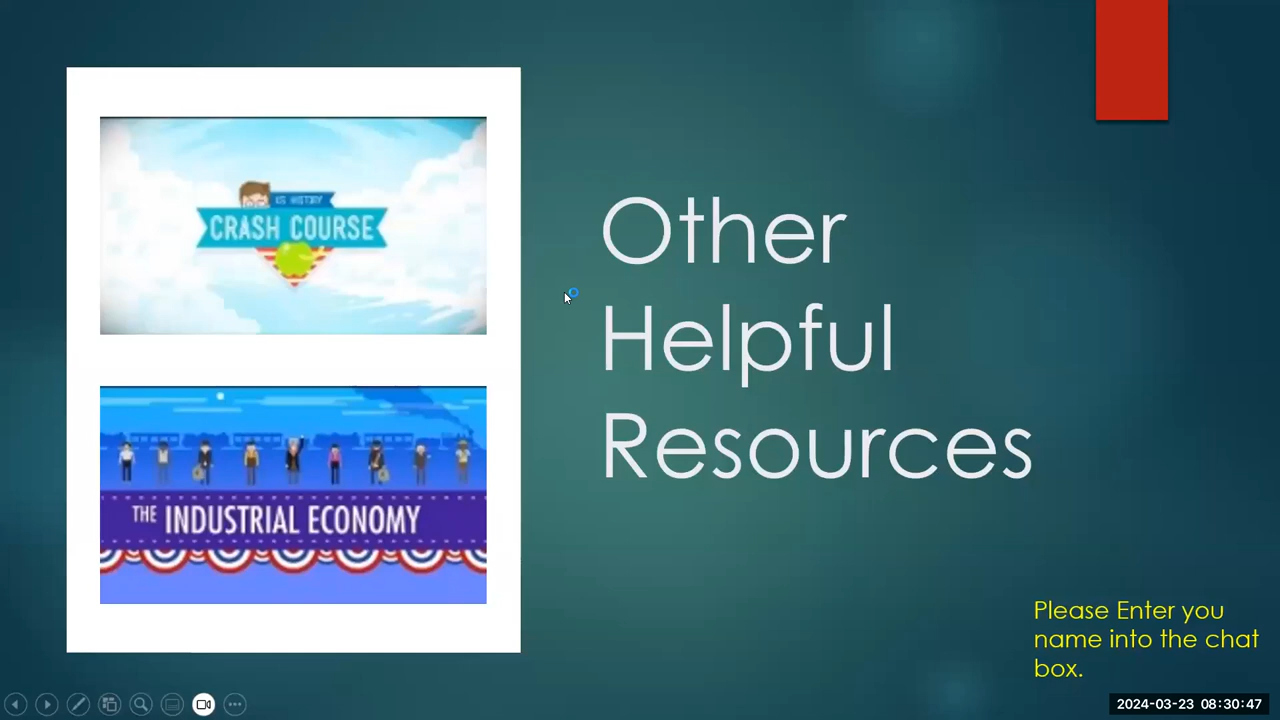 IS HISTORY
CRASH COURSE
THE INDUSTRIAL ECONOMY
Other
Helpful
Resources
Please Enter you
name into the chat
box.
2024-03-23 08:30:47